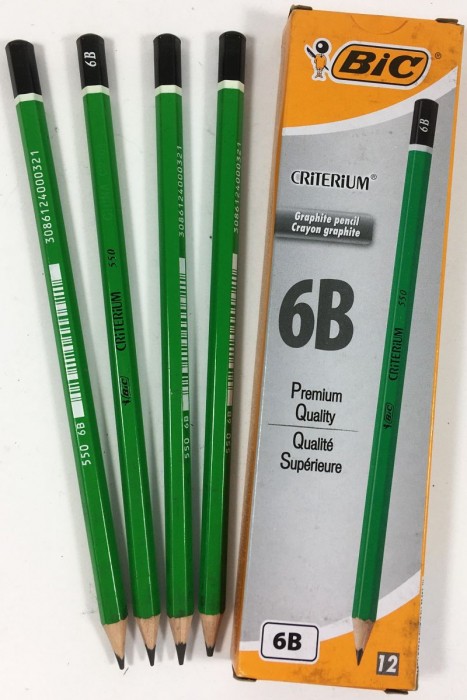 3086124000321
550 6B
6B
550
CRiTERiUM
BiC
3086124000321
550 6B
3086124000321
550 6B
BiC®
CRiTERiUM®
Graphite pencil
Crayon graphite
6B
Premium
Quality
Qualité
Supérieure
6B
550
CRiTERiUM
BiC
6B
12